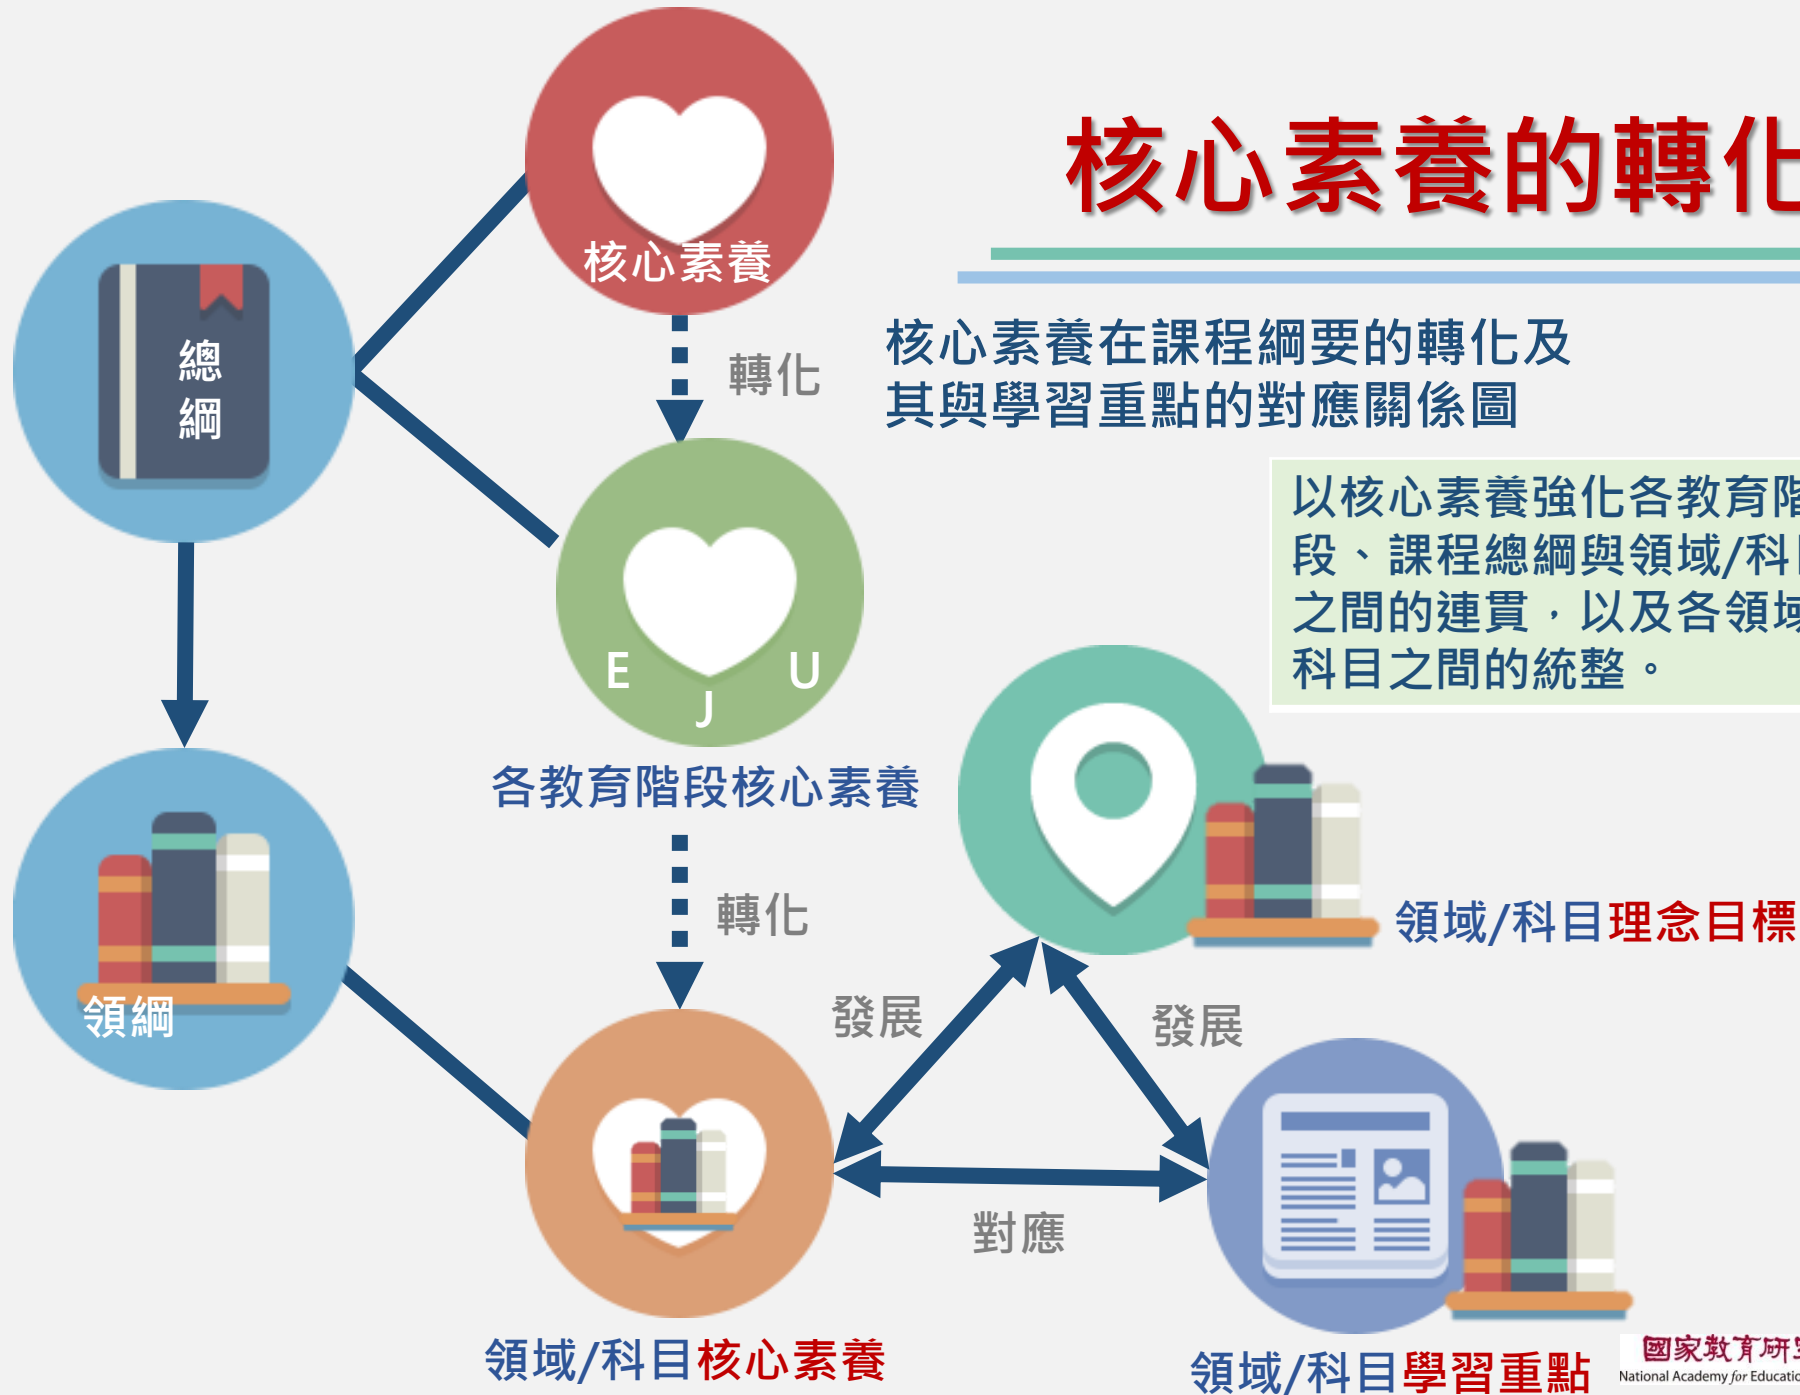 核心素養的轉化
核心素養
總
綱
轉化
核心素養在課程綱要的轉化及
其與學習重點的對應關係圖
以核心素養強化各教育階
段、課程總綱與領域/科目
之間的連貫，以及各領域
科目之間的統整。
E
U
J
各教育階段核心素養
轉化
領域/科目理念目標
領綱
發展
發展
對應
領域/科目核心素養
領域/科目學習重點
國家教育研
National Academy for Education